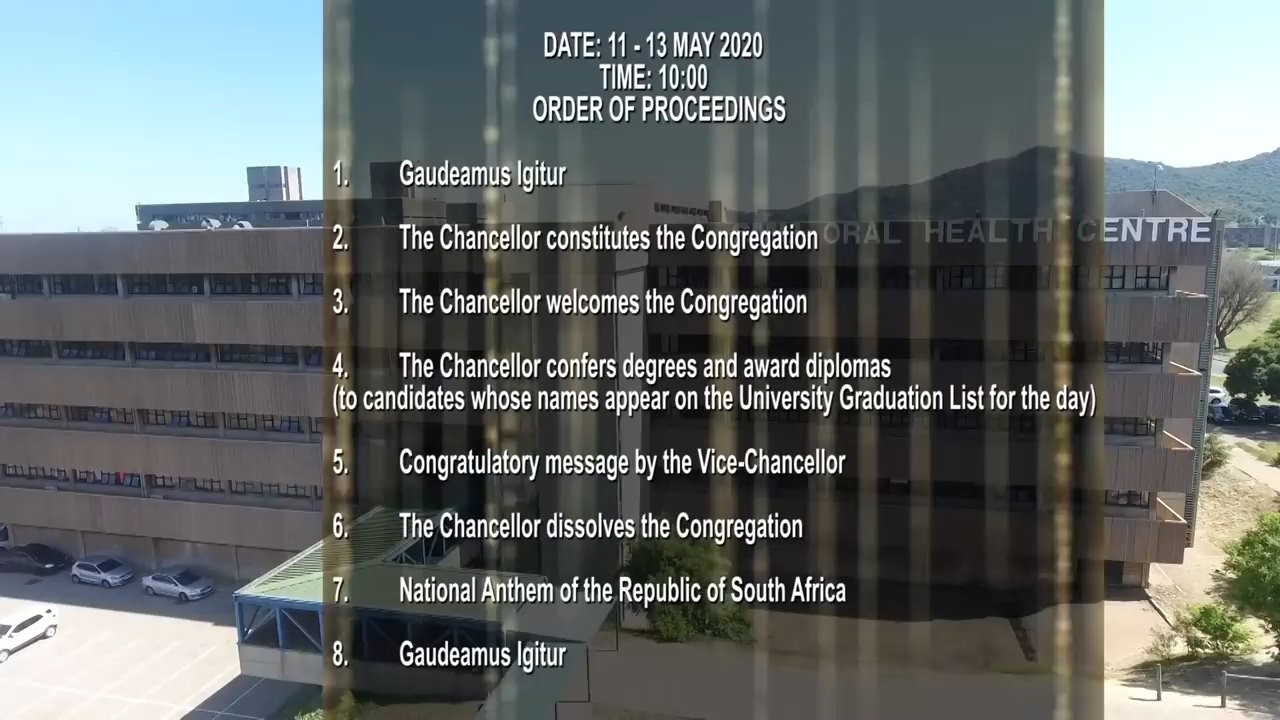 DATE: 11 - 13 MAY 2020
TIME: 10:00
ORDER OF PROCEEDINGS
1. Gaudeamus Igitur
2. The Chancellor constitutes the Congregation
ORAL HEALTH CENTRE
3. The Chancellor welcomes the Congregation
4. The Chancellor confers degrees and award diplomas
(to candidates whose names appear on the University Graduation List for the day)
5. Congratulatory message by the Vice-Chancellor
6. The Chancellor dissolves the Congregation
7. National Anthem of the Republic of South Africa
8. Gaudeamus Igitur